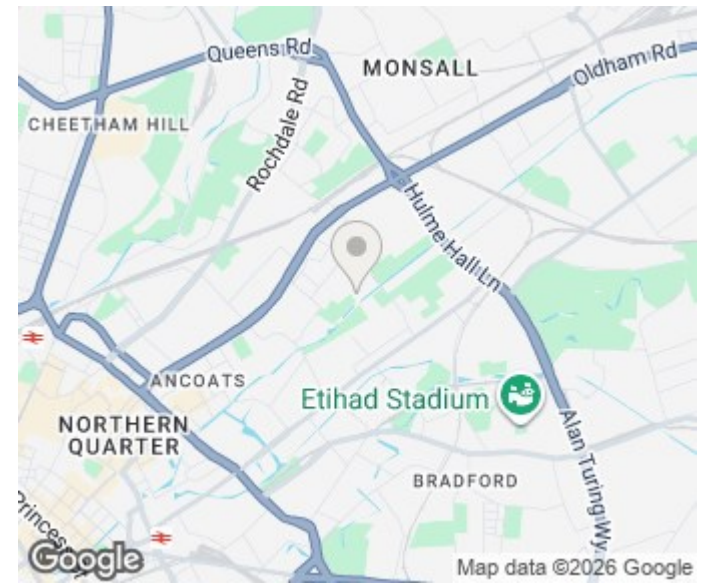 Queens Rd
MONSALL
Oldham Rd
CHEETHAM HILL
Rochdale Rd
Hulme Hall Ln
ANCOATS
Etihad Stadium
NORTHERN
QUARTER
Alan Turing Wy
BRADFORD
Google
Map data ©2026 Google